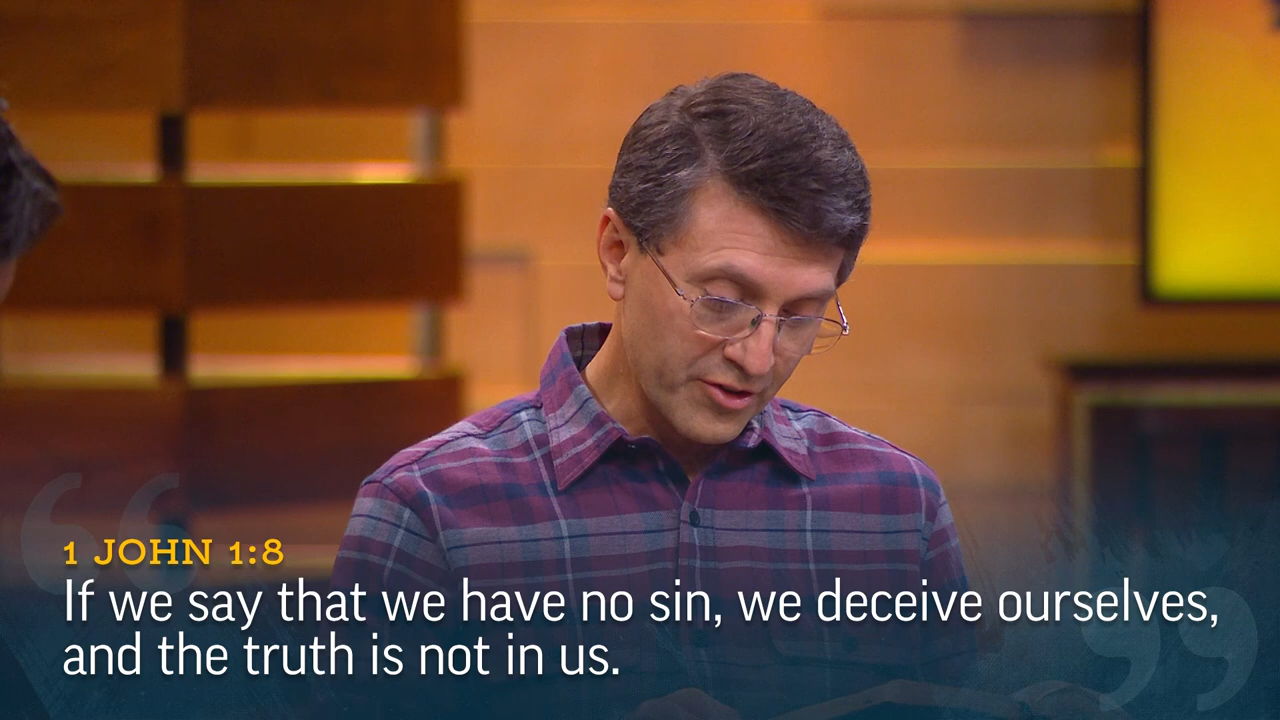 1 JOHN 1:8
If we say that we have no sin, we deceive ourselves,
and the truth is not in us.